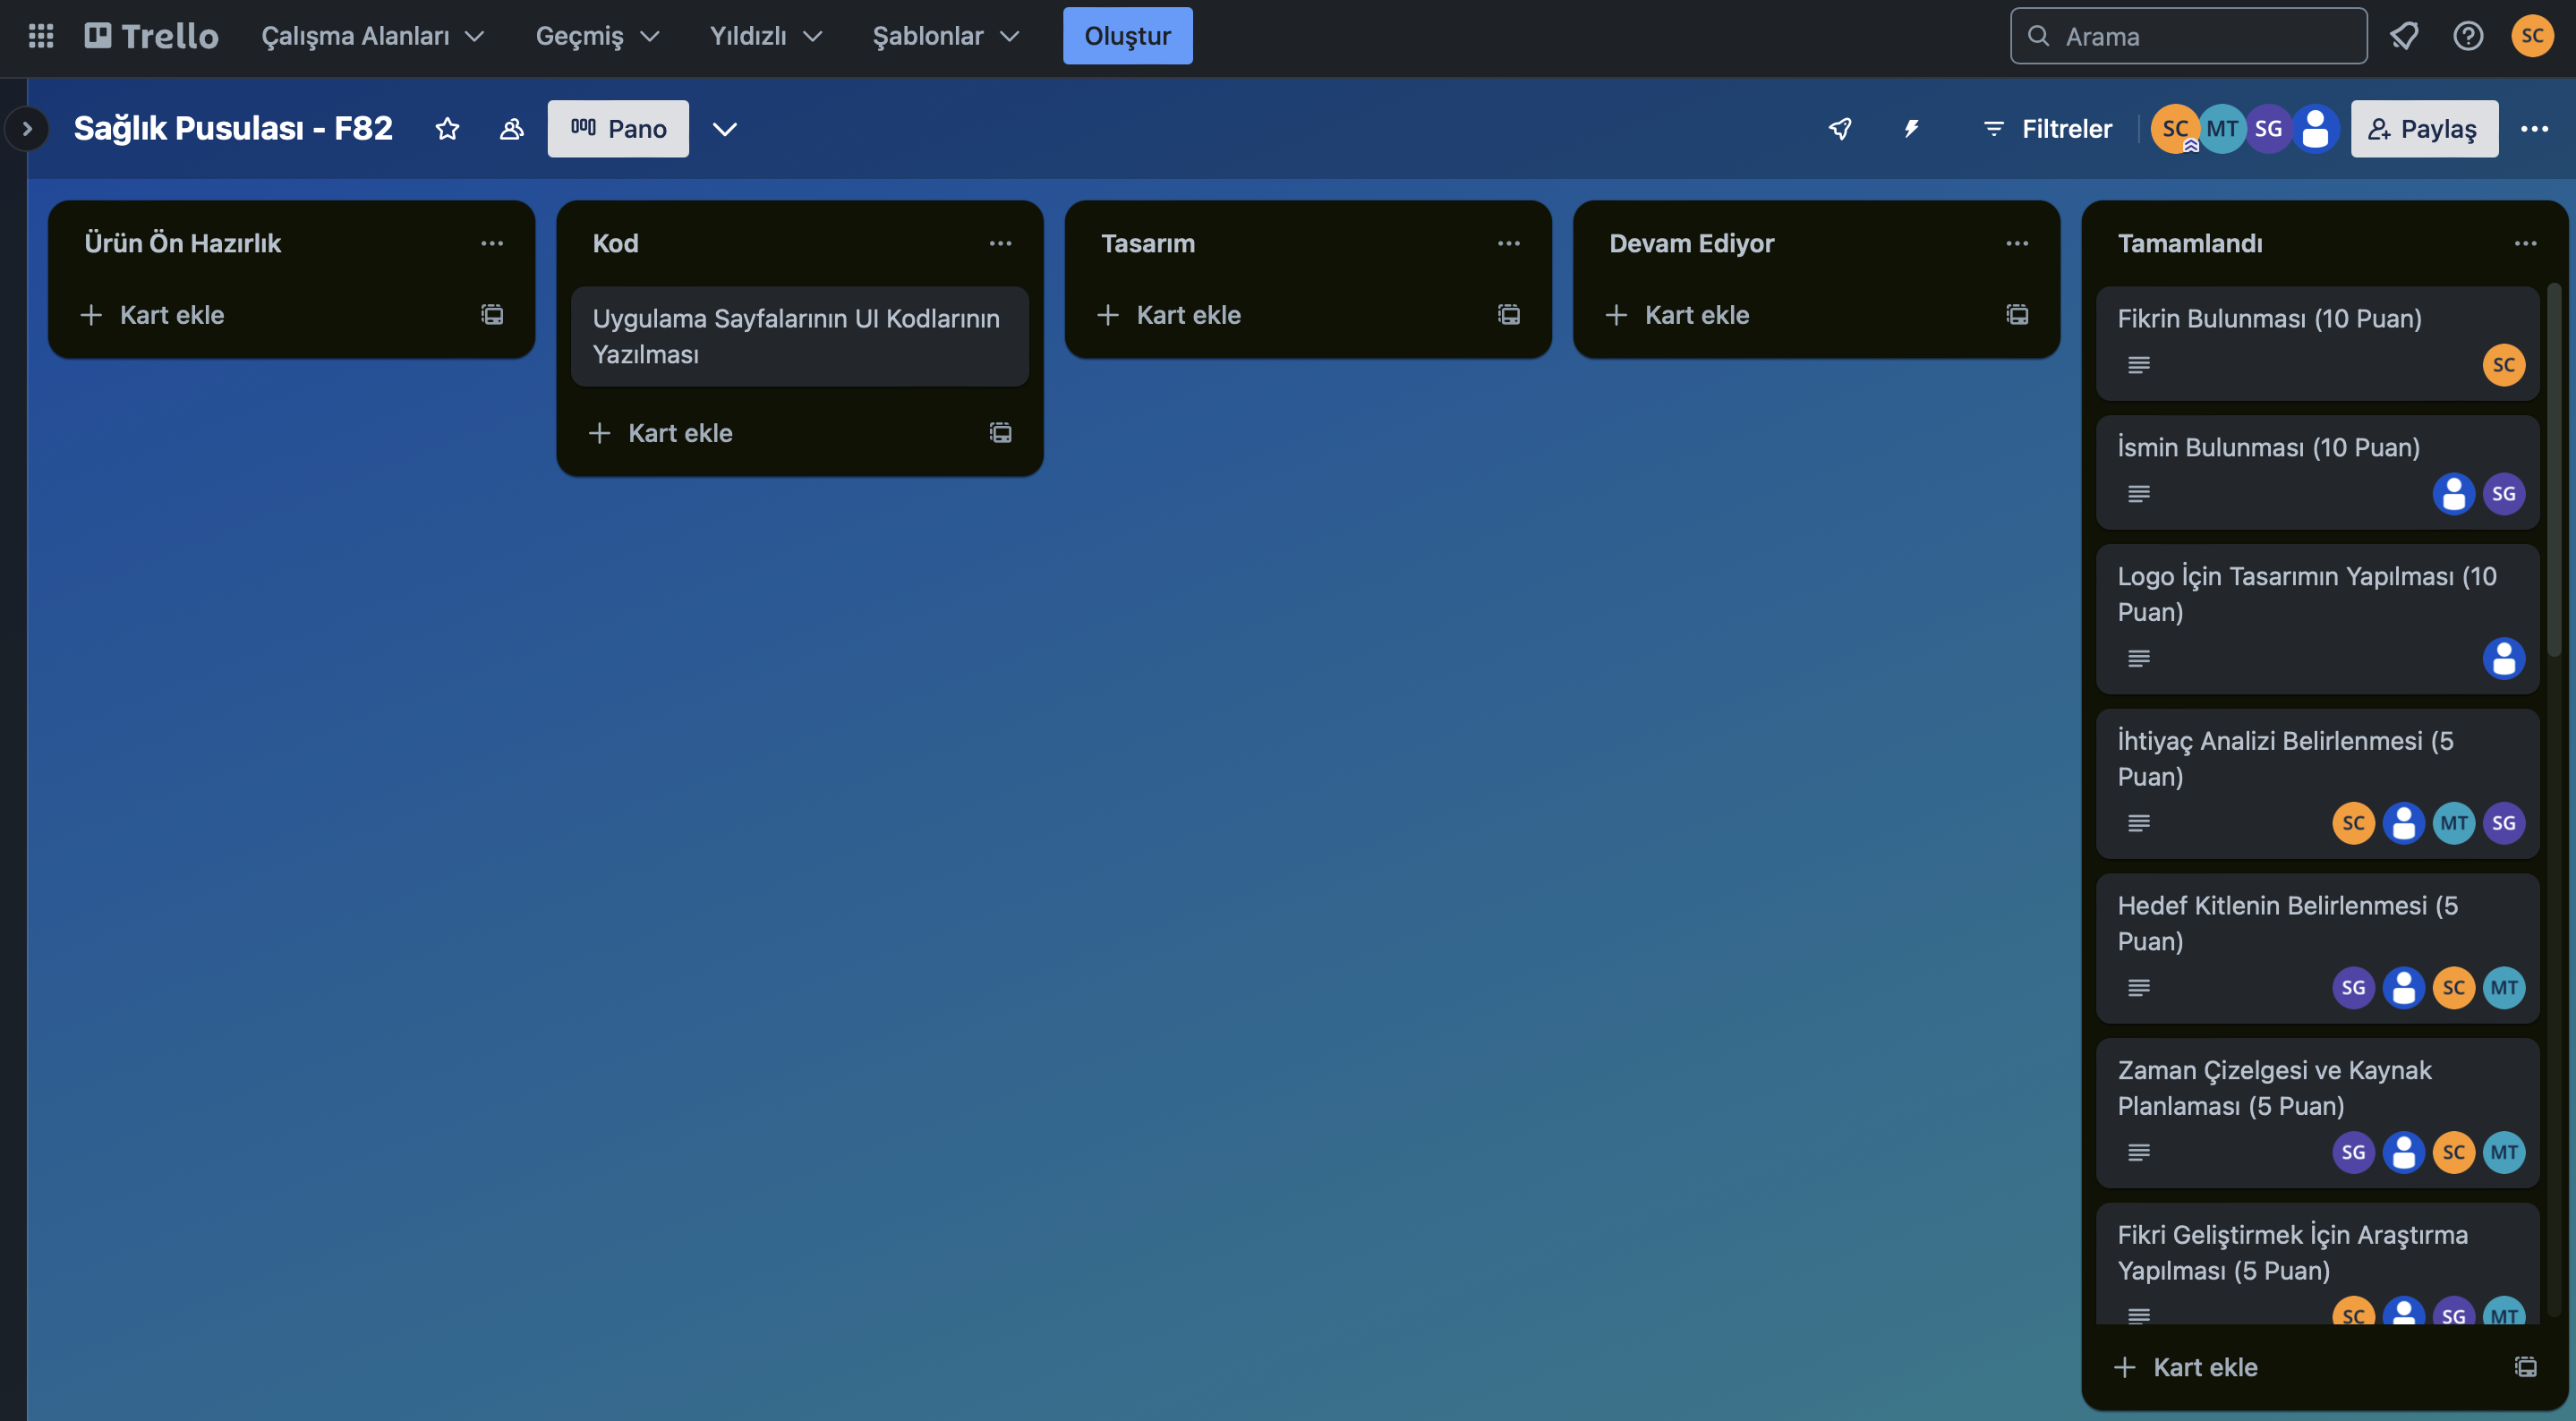 Trello
Çalışma Alanları
Geçmiş
Yıldızlı
Şablonlar
Oluştur
Arama
SC
Sağlık Pusulası - F82
Pano
Filtreler
SC
MT
SG
Paylaş
Ürün Ön Hazırlık
Kart ekle
Kod
Uygulama Sayfalarının UI Kodlarının
Yazılması
Kart ekle
Tasarım
Kart ekle
Devam Ediyor
Kart ekle
Tamamlandı
Fikrin Bulunması (10 Puan)
SC
İsmin Bulunması (10 Puan)
SG
Logo İçin Tasarımın Yapılması (10
Puan)
İhtiyaç Analizi Belirlenmesi (5
Puan)
SC MT SG
Hedef Kitlenin Belirlenmesi (5
Puan)
SG SC MT
Zaman Çizelgesi ve Kaynak
Planlaması (5 Puan)
SG SC MT
Fikri Geliştirmek İçin Araştırma
Yapılması (5 Puan)
SC SG MT
Kart ekle